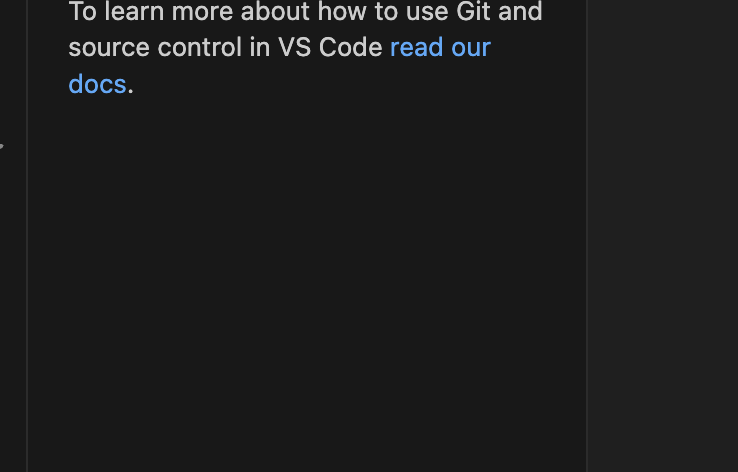 To learn more about how to use Git and
source control in VS Code read our
docs.